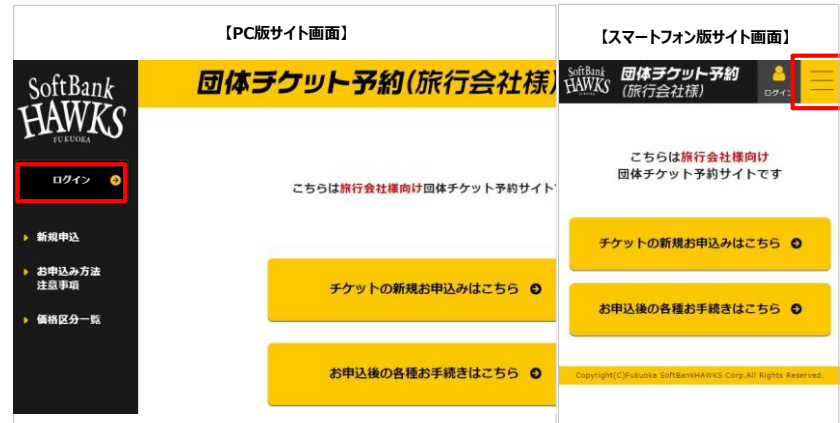 【PC版サイト画面】
SoftBank
HAWKS
FUKUOKA
ログイン
新規申込
お申込み方法
注意事項
価格区分一覧
団体チケット予約(旅行会社様)
こちらは旅行会社様向け団体チケット予約サイト
チケットの新規お申込みはこちら
お申込後の各種お手続きはこちら
【スマートフォン版サイト画面】
SoftBank
HAWKS
団体チケット予約
(旅行会社様)
ログイン
こちらは旅行会社様向け
団体チケット予約サイトです
チケットの新規お申込みはこちら
お申込後の各種お手続きはこちら
Copyright(C)Fukuoka SoftBankHAWKS Corp.All Rights Reserved.